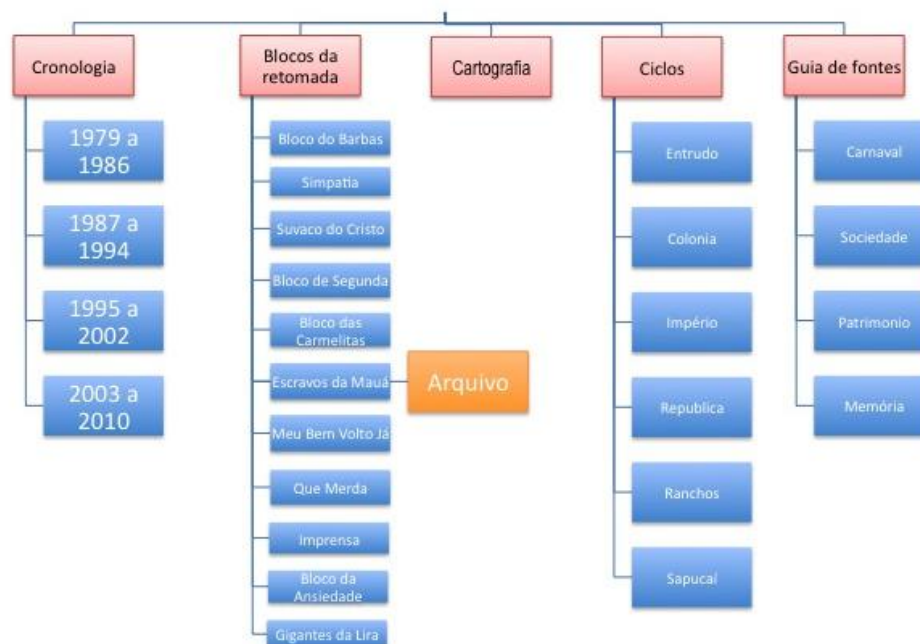 Cronologia
1979 a
1986
1987 a
1994
1995 a
2002
2003 a
2010
Blocos da
retomada
Bloco do Barbas
Simpatia
Suvaco do Cristo
Bloco de Segunda
Bloco das
Carmelitas
Escravos da Mauá
Arquivo
Meu Bem Volto Já
Que Merda
Imprensa
Bloco da
Ansiedade
Gigantes da Lira
Cartografia
Ciclos
Entrudo
Colonia
Império
Republica
Ranchos
Sapucaí
Guia de fontes
Carnaval
Sociedade
Patrimonio
Memória